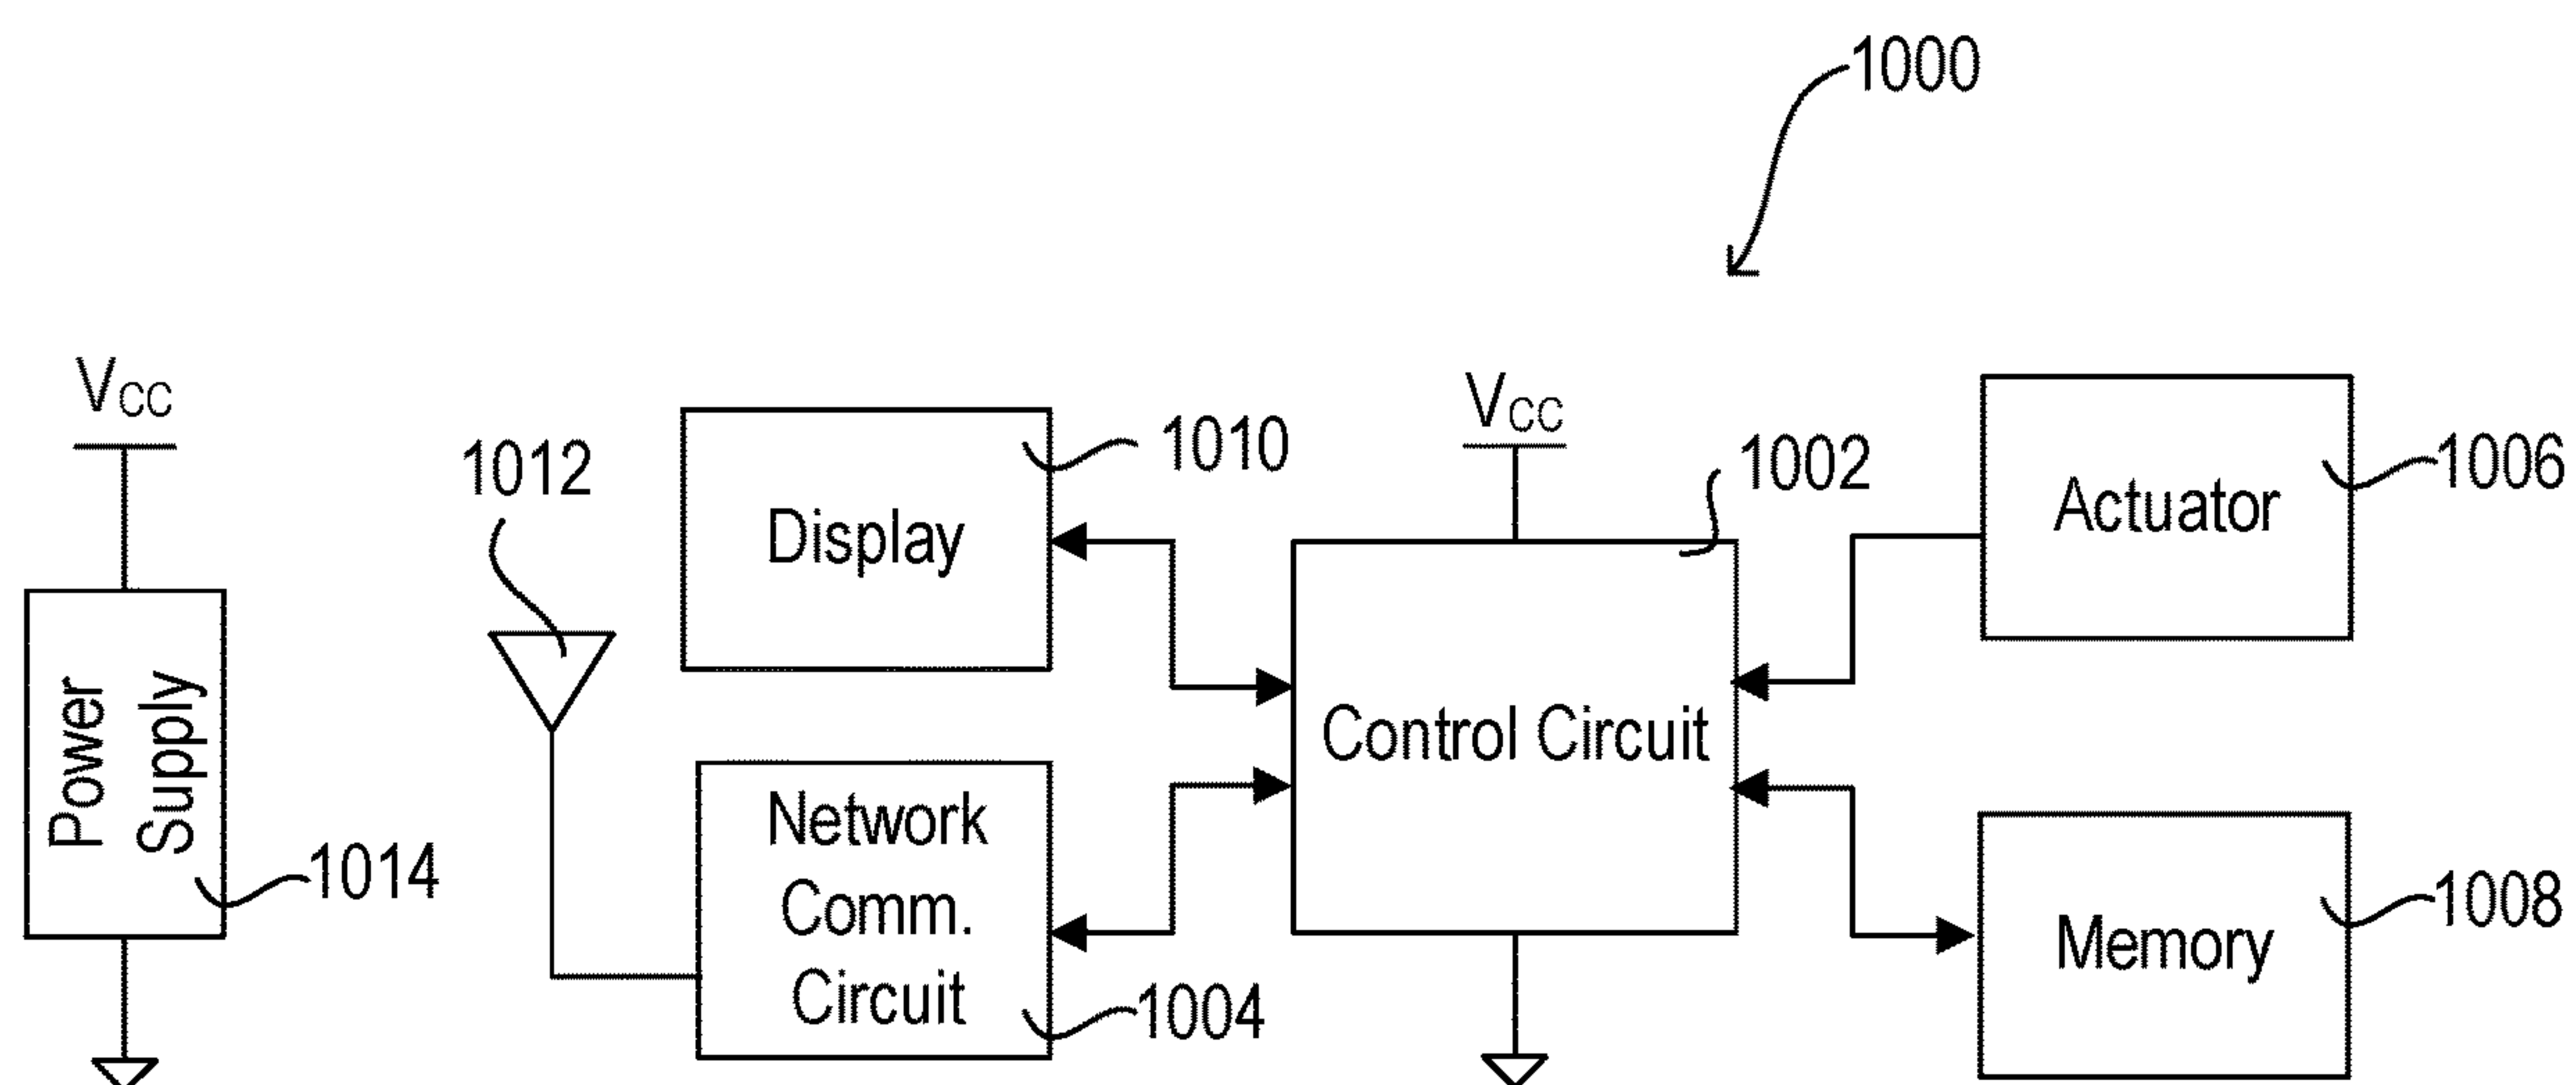 1000
VCC
1012
Display
1010
VCC
1002
Actuator
1006
Power
Supply
1014
Network
Comm.
Circuit
1004
Control Circuit
Memory
1008